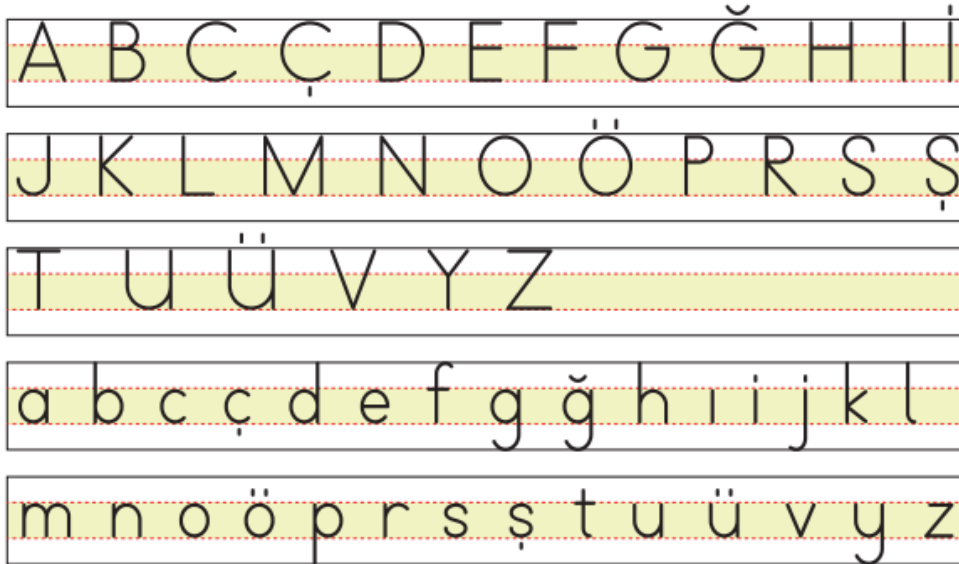 A B C Ç D E F G Ğ H I İ
J K L M N O Ö P R S Ş
T U Ü V Y Z
a b c ç d e f g ğ h ı i j k l
m n o ö p r s ş t u ü v y z